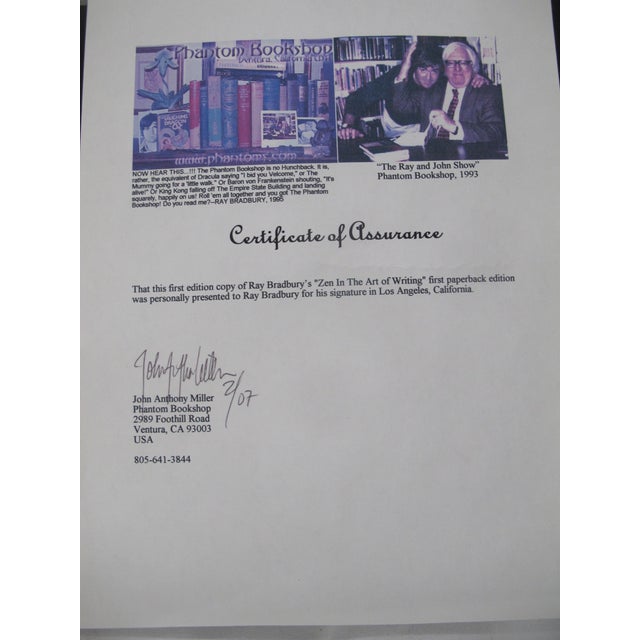 Phantom Bookshop
Ventura, California
www.phantoms.com
NOW HEAR THIS...!!! The Phantom Bookshop is no Hunchback. It is,
rather, the equivalent of Dracula saying "I bid you Velcome," or The
Mummy going for a "little walk." Or Baron von Frankenstein shouting, "It's
alive!" Or King Kong falling off The Empire State Building and landing
squarely, happily on us! Roll 'em all together and you got The Phantom
Bookshop! Do you read me?--RAY BRADBURY, 1995
"The Ray and John Show"
Phantom Bookshop, 1993
Certificate of Assurance
That this first edition copy of Ray Bradbury's "Zen In The Art of Writing" first paperback edition
was personally presented to Ray Bradbury for his signature in Los Angeles, California.
2/07
John Anthony Miller
Phantom Bookshop
2989 Foothill Road
Ventura, CA 93003
USA
805-641-3844